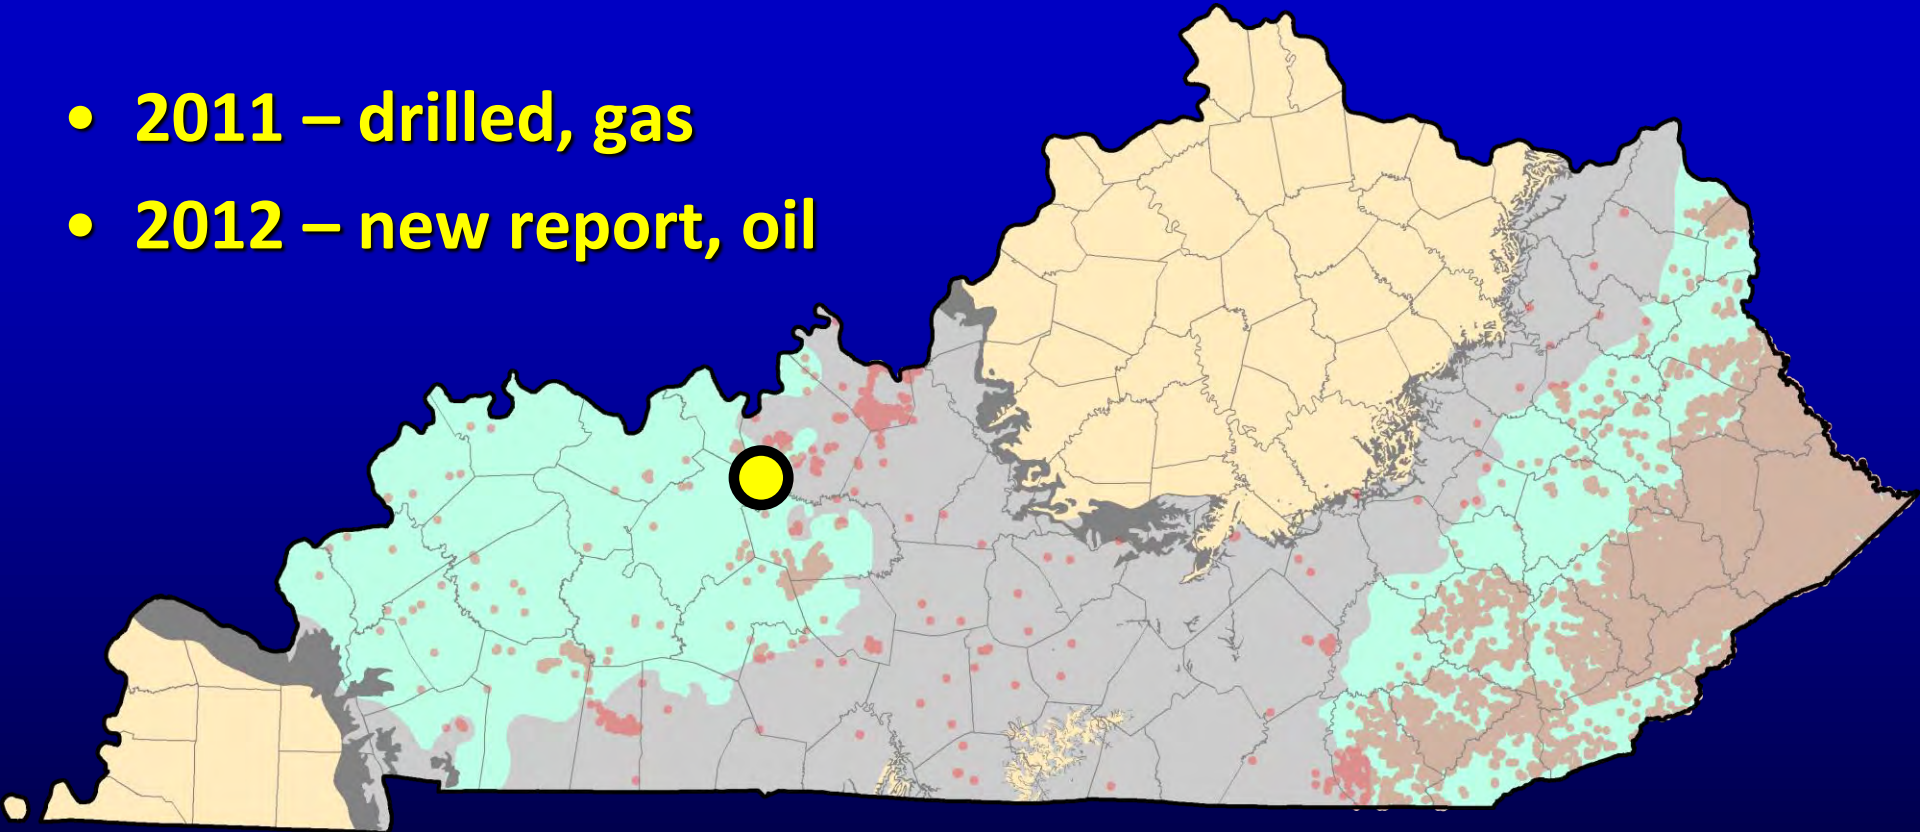 • 2011 – drilled, gas
• 2012 – new report, oil